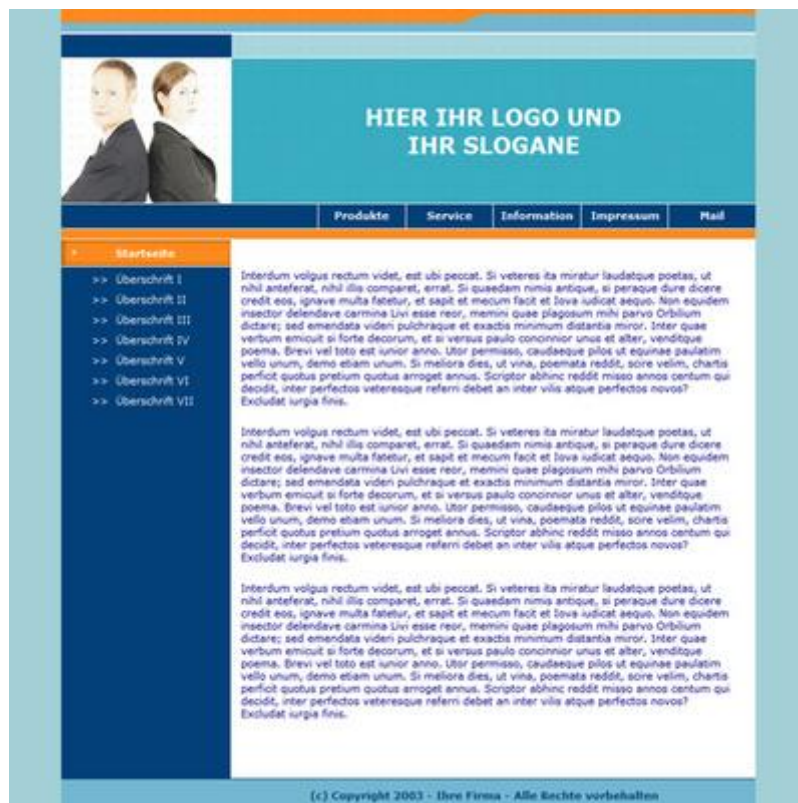 HIER IHR LOGO UND
IHR SLOGANE
Produkte Service Information Impressum Mail
Startseite
>> Überschrift I
>> Überschrift II
>> Überschrift III
>> Überschrift IV
>> Überschrift V
>> Überschrift VI
>> Überschrift VII
Interdum volgus rectum videt, est ubi peccat. Si veteres ita miratur laudatque poetas, ut
nihil anteferat, nihil illis comparet, errat. Si quaedam nimis antique, si peraque dure dicere
credit eos, ignave multa fatetur, et sapit et mecum facit et Iova iudicat aequo. Non equidem
insector delendave carmina Livi esse reor, memini quae plagosum mihi parvo Orbilium
dictare; sed emendata videri pulchraque et exactis minimum distantia miror. Inter quae
verbum emicuit si forte decorum, et si versus paulo concinnior unus et alter, venditque
poema. Brevi vel toto est iunior anno. Utor permisso, caudaeque pilos ut equinae paulatim
vello unum, demo etiam unum. Si meliora dies, ut vina, poemata reddit, scire velim, chartis
perficit quotus pretium quotus arroget annus. Scriptor abhinc reddit misso annos centum qui
decidit, inter perfectos veteresque referri debet an inter vilis atque perfectos novos?
Excludat iurgia finis.
Interdum volgus rectum videt, est ubi peccat. Si veteres ita miratur laudatque poetas, ut
nihil anteferat, nihil illis comparet, errat. Si quaedam nimis antique, si peraque dure dicere
credit eos, ignave multa fatetur, et sapit et mecum facit et Iova iudicat aequo. Non equidem
insector delendave carmina Livi esse reor, memini quae plagosum mihi parvo Orbilium
dictare; sed emendata videri pulchraque et exactis minimum distantia miror. Inter quae
verbum emicuit si forte decorum, et si versus paulo concinnior unus et alter, venditque
poema. Brevi vel toto est iunior anno. Utor permisso, caudaeque pilos ut equinae paulatim
vello unum, demo etiam unum. Si meliora dies, ut vina, poemata reddit, scire velim, chartis
perficit quotus pretium quotus arroget annus. Scriptor abhinc reddit misso annos centum qui
decidit, inter perfectos veteresque referri debet an inter vilis atque perfectos novos?
Excludat iurgia finis.
Interdum volgus rectum videt, est ubi peccat. Si veteres ita miratur laudatque poetas, ut
nihil anteferat, nihil illis comparet, errat. Si quaedam nimis antique, si peraque dure dicere
credit eos, ignave multa fatetur, et sapit et mecum facit et Iova iudicat aequo. Non equidem
insector delendave carmina Livi esse reor, memini quae plagosum mihi parvo Orbilium
dictare; sed emendata videri pulchraque et exactis minimum distantia miror. Inter quae
verbum emicuit si forte decorum, et si versus paulo concinnior unus et alter, venditque
poema. Brevi vel toto est iunior anno. Utor permisso, caudaeque pilos ut equinae paulatim
vello unum, demo etiam unum. Si meliora dies, ut vina, poemata reddit, scire velim, chartis
perficit quotus pretium quotus arroget annus. Scriptor abhinc reddit misso annos centum qui
decidit, inter perfectos veteresque referri debet an inter vilis atque perfectos novos?
Excludat iurgia finis.
(c) Copyright 2003 - Ihre Firma - Alle Rechte vorbehalten